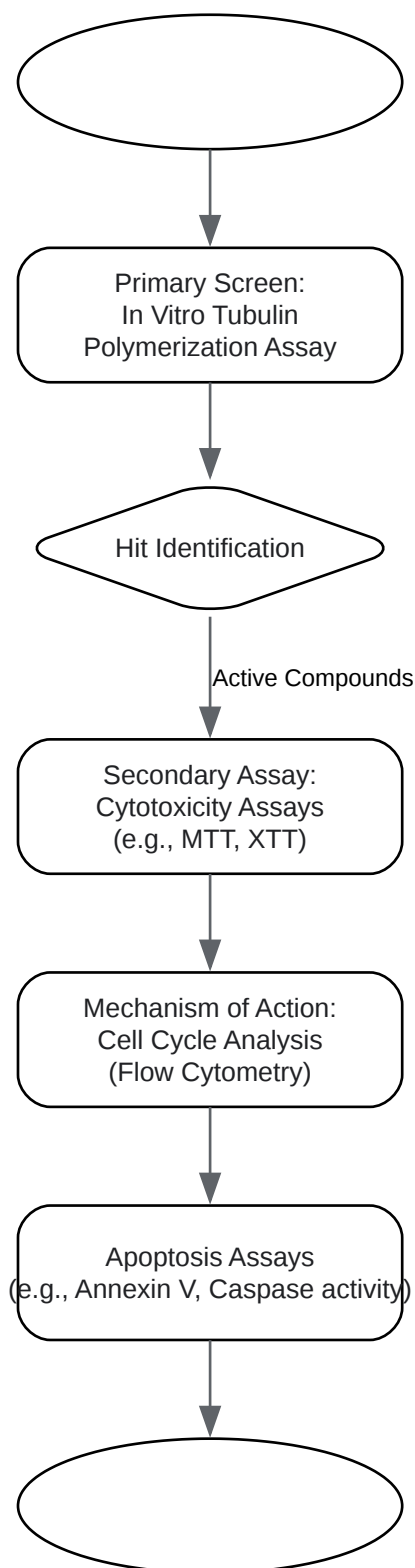 Primary Screen:
In Vitro Tubulin
Polymerization Assay
Hit Identification
Active Compounds
Secondary Assay:
Cytotoxicity Assays
(e.g., MTT, XTT)
Mechanism of Action:
Cell Cycle Analysis
(Flow Cytometry)
Apoptosis Assays
(e.g., Annexin V, Caspase activity)